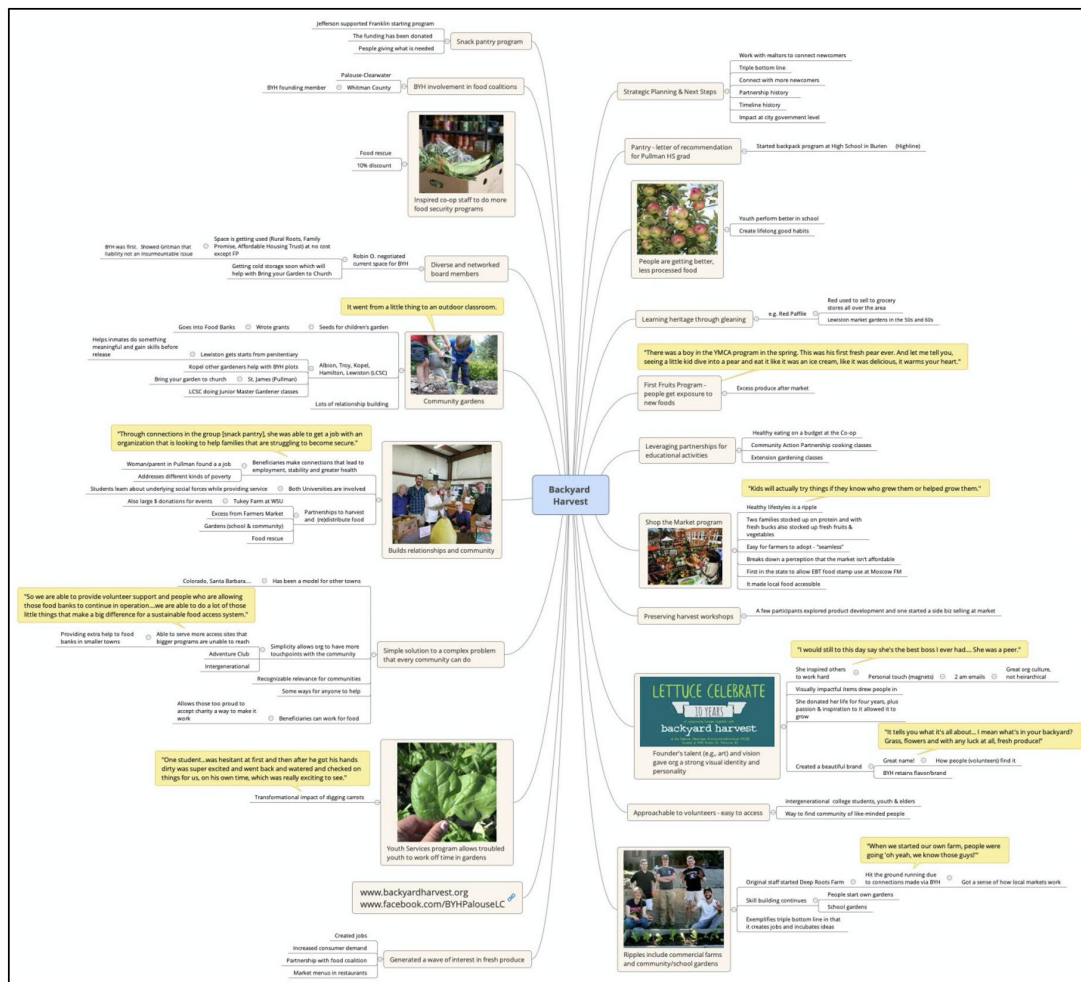 Jefferson supported Franklin starting program
The funding has been donated
People giving what is needed
Snack pantry program
Palouse-Clearwater
BYH founding member
Whitman County
BYH involvement in food coalitions
Food rescue
10% discount
Inspired co-op staff to do more
food security programs
BYH was first. Showed Gritman that
liability not an insurmountable issue
Space is getting used (Rural Roots, Family
Promise, Affordable Housing Trust) at no cost
except FP
Getting cold storage soon which will
help with Bring your Garden to Church
Robin O. negotiated
current space for BYH
Diverse and networked
board members
It went from a little thing to an outdoor classroom.
Goes into Food Banks
Wrote grants
Seeds for children's garden
Helps inmates do something
meaningful and gain skills before
release
Lewiston gets starts from penitentiary
Kopel other gardeners help with BYH plots
Bring your garden to church
St. James (Pullman)
LCSC doing Junior Master Gardener classes
Albion, Troy, Kopel,
Hamilton, Lewiston (LCSC)
Lots of relationship building
Community gardens
"Through connections in the group [snack pantry], she was able to get a job with an
organization that is looking to help families that are struggling to become secure."
Woman/parent in Pullman found a a job
Addresses different kinds of poverty
Beneficiaries make connections that lead to
employment, stability and greater health
Students learn about underlying social forces while providing service
Both Universities are involved
Also large $ donations for events
Tukey Farm at WSU
Excess from Farmers Market
Gardens (school & community)
Food rescue
Partnerships to harvest
and (re)distribute food
Builds relationships and community
Colorado, Santa Barbara...
Has been a model for other towns
"So we are able to provide volunteer support and people who are allowing
those food banks to continue in operation...we are able to do a lot of those
little things that make a big difference for a sustainable food access system."
Providing extra help to food
banks in smaller towns
Able to serve more access sites that
bigger programs are unable to reach
Adventure Club
Intergenerational
Simplicity allows org to have more
touchpoints with the community
Recognizable relevance for communities
Some ways for anyone to help
Allows those too proud to
accept charity a way to make it
work
Beneficiaries can work for food
Simple solution to a complex problem
that every community can do
"One student...was hesitant at first and then after he got his hands
dirty was super excited and went back and watered and checked on
things for us, on his own time, which was really exciting to see."
Transformational impact of digging carrots
Youth Services program allows troubled
youth to work off time in gardens
www.backyardharvest.org
www.facebook.com/BYHPalouseLC
Created jobs
Increased consumer demand
Partnership with food coalition
Market menus in restaurants
Generated a wave of interest in fresh produce
Backyard
Harvest
Strategic Planning & Next Steps
Work with realtors to connect newcomers
Triple bottom line
Connect with more newcomers
Partnership history
Timeline history
Impact at city government level
Pantry - letter of recommendation
for Pullman HS grad
Started backpack program at High School in Burien (Highline)
People are getting better,
less processed food
Youth perform better in school
Create lifelong good habits
Learning heritage through gleaning
e.g. Red Paffile
Red used to sell to grocery
stores all over the area
Lewiston market gardens in the 50s and 60s
"There was a boy in the YMCA program in the spring. This was his first fresh pear ever. And let me tell you,
seeing a little kid dive into a pear and eat it like it was an ice cream, like it was delicious, it warms your heart."
First Fruits Program -
people get exposure to
new foods
Excess produce after market
Leveraging partnerships for
educational activities
Healthy eating on a budget at the Co-op
Community Action Partnership cooking classes
Extension gardening classes
"Kids will actually try things if they know who grew them or helped grow them."
Shop the Market program
Healthy lifestyles is a ripple
Two families stocked up on protein and with
fresh bucks also stocked up fresh fruits &
vegetables
Easy for farmers to adopt - "seamless"
Breaks down a perception that the market isn't affordable
First in the state to allow EBT food stamp use at Moscow FM
It made local food accessible
Preserving harvest workshops
A few participants explored product development and one started a side biz selling at market
"I would still to this day say she's the best boss I ever had... She was a peer."
She inspired others
to work hard
Personal touch (magnets)
2 am emails
Great org culture,
not heirarchical
LETTUCE CELEBRATE
10 YEARS
backyard harvest
Founder's talent (e.g., art) and vision
gave org a strong visual identity and
personality
Visually impactful items drew people in
She donated her life for four years, plus
passion & inspiration to it allowed it to
grow
"It tells you what it's all about... I mean what's in your backyard?
Grass, flowers and with any luck at all, fresh produce!"
Created a beautiful brand
Great name!
How people (volunteers) find it
BYH retains flavor/brand
Approachable to volunteers - easy to access
intergenerational college students, youth & elders
Way to find community of like-minded people
"When we started our own farm, people were
going 'oh yeah, we know those guys!'"
Original staff started Deep Roots Farm
Hit the ground running due
to connections made via BYH
Got a sense of how local markets work
Skill building continues
People start own gardens
School gardens
Exemplifies triple bottom line in that
it creates jobs and incubates ideas
Ripples include commercial farms
and community/school gardens